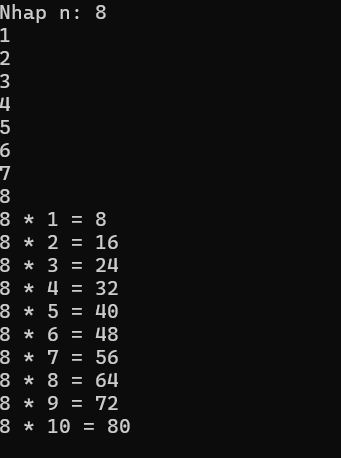 Nhap n: 8
1
2
3
4
5
6
7
8
8 * 1 = 8
8 * 2 = 16
8 * 3 = 24
8 * 4 = 32
8 * 5 = 40
8 * 6 = 48
8 * 7 = 56
8 * 8 = 64
8 * 9 = 72
8 * 10 = 80